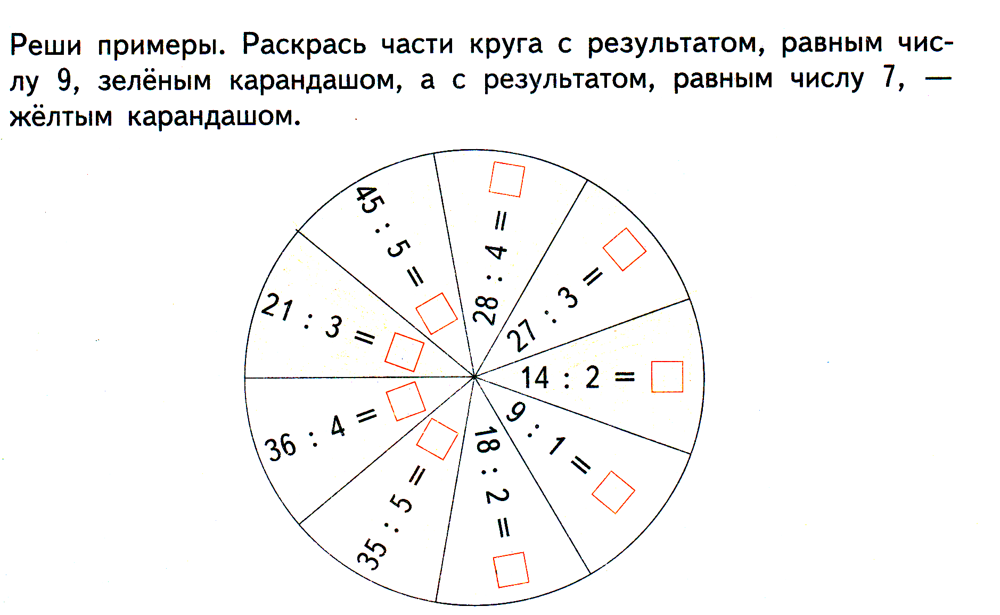 Реши примеры. Раскрась части круга с результатом, равным чис-
лу 9, зелёным карандашом, а с результатом, равным числу 7, —
жёлтым карандашом.
45 : 5 =
28 : 4 =
27 : 3 =
21 : 3 =
14 : 2 =
36 : 4 =
9 : 1 =
35 : 5 =
18 : 2 =